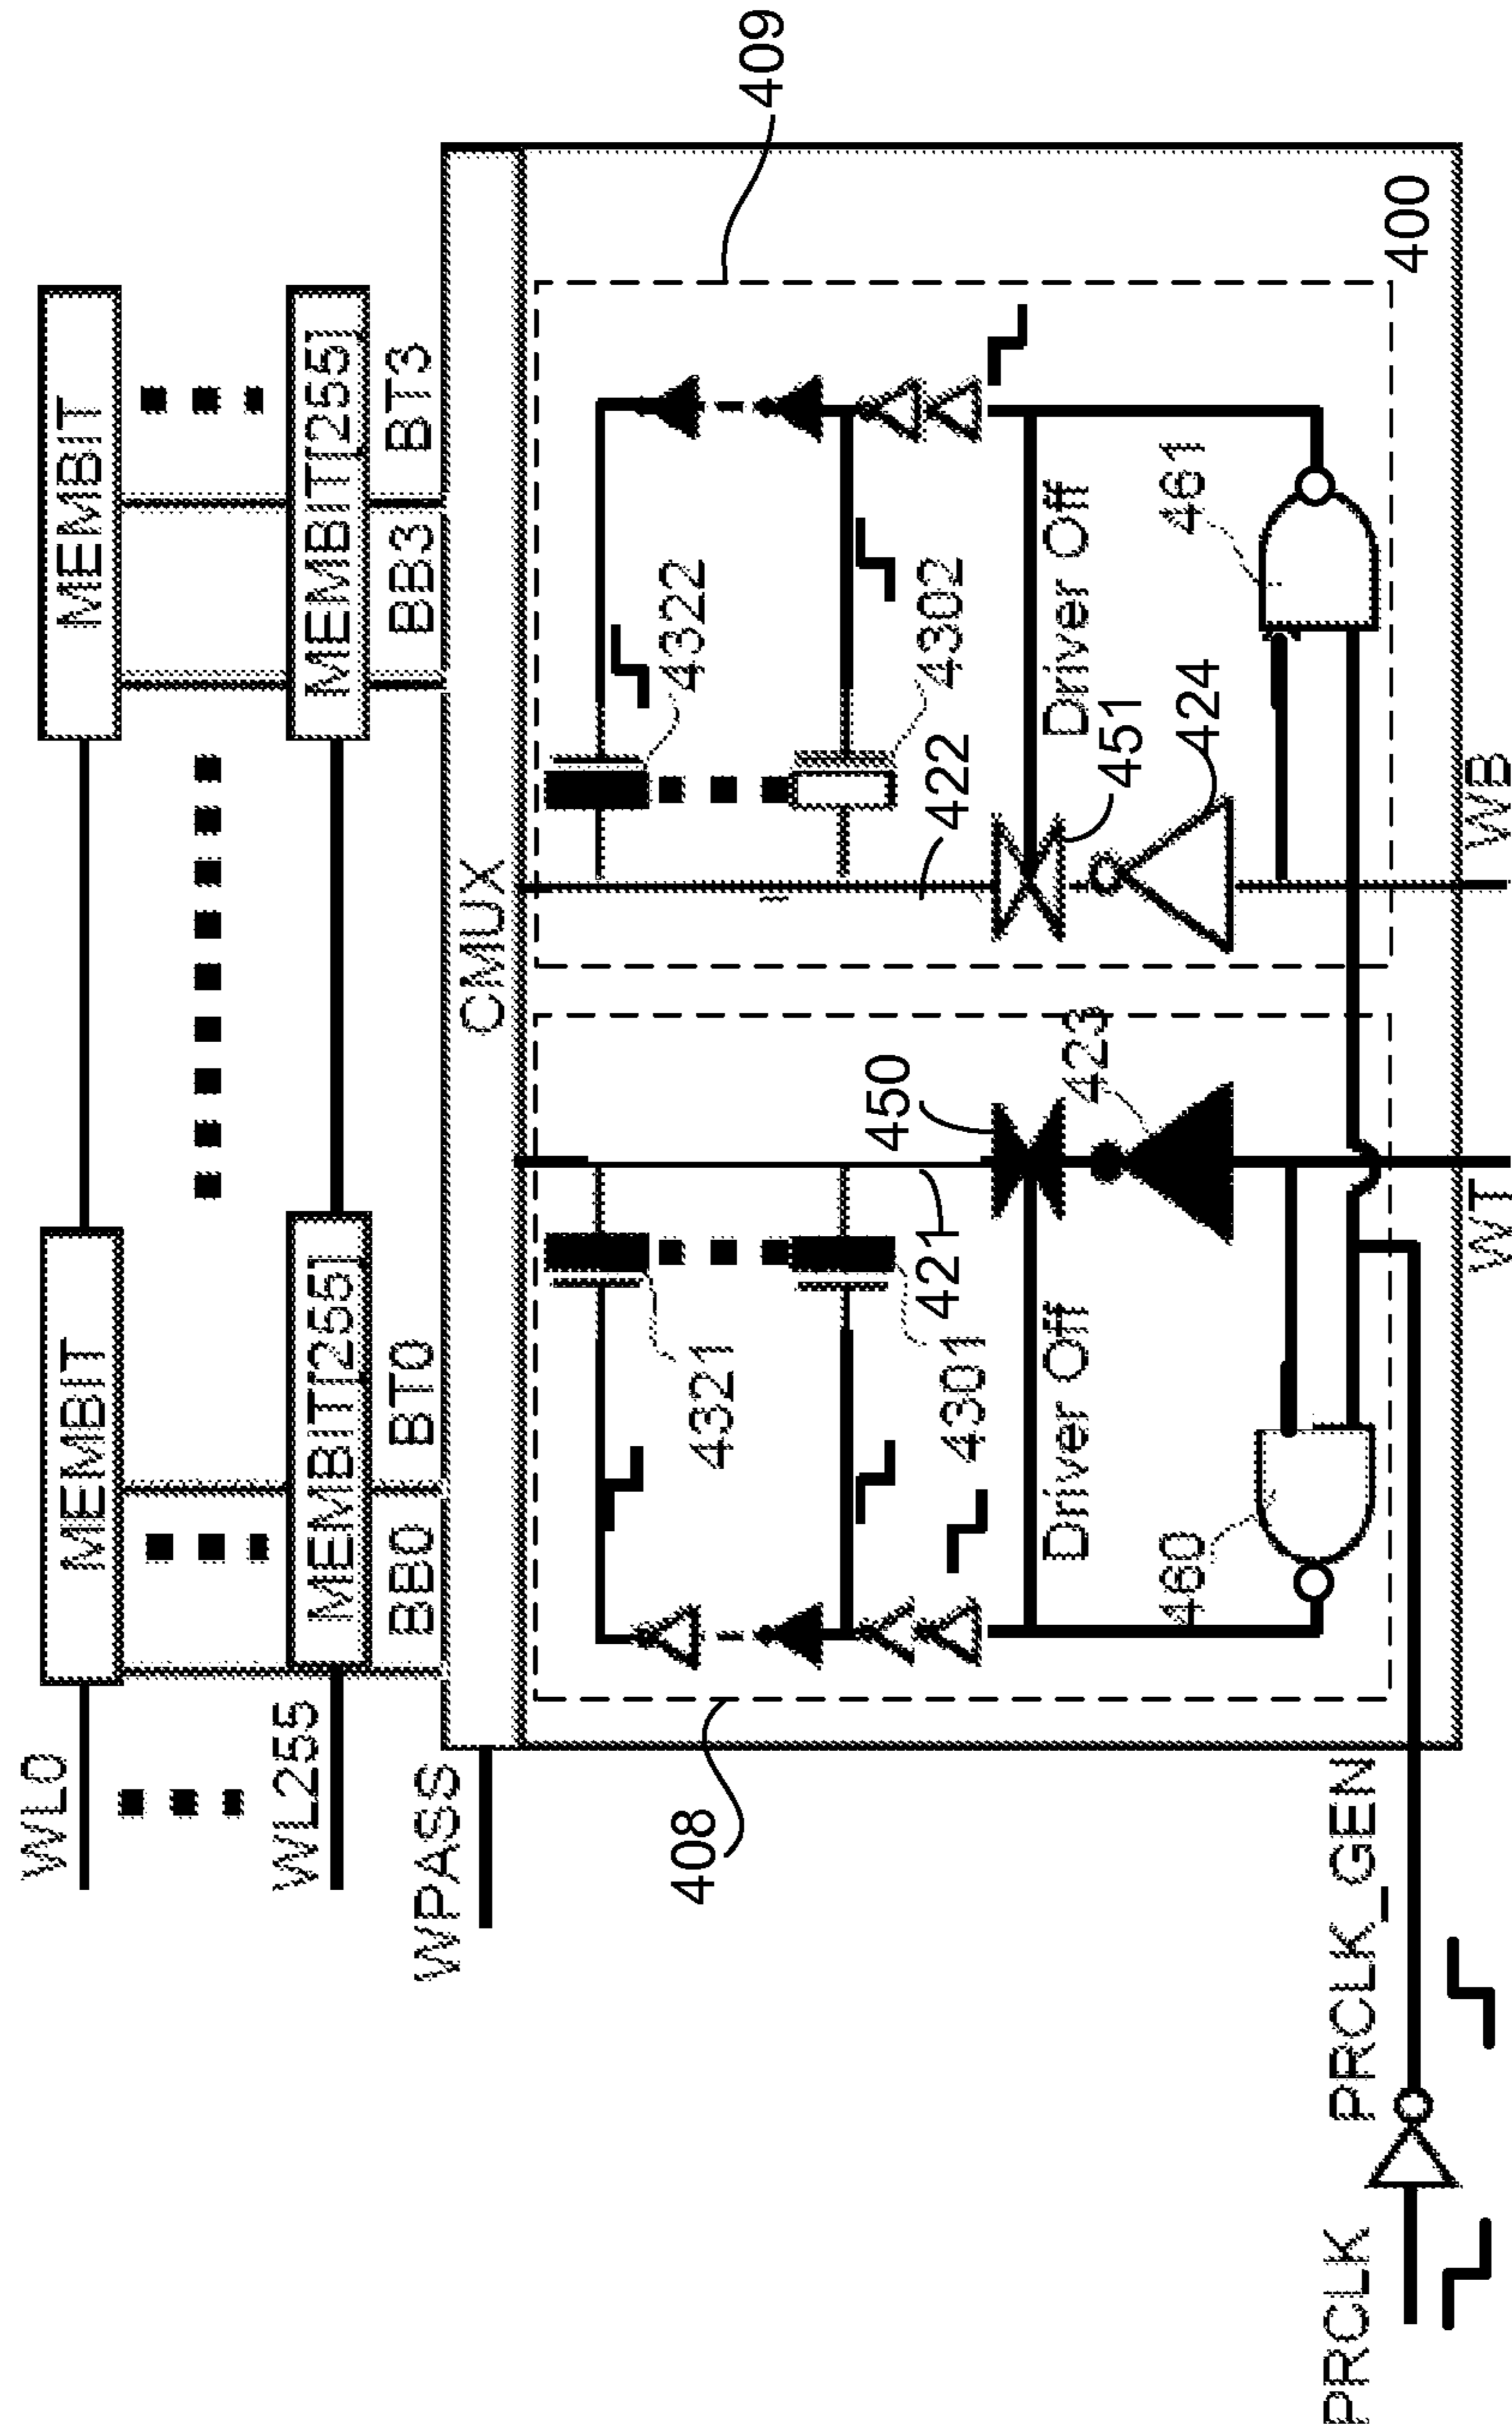 WL0
MEMBIT
MEMBIT
WL255
MEMBIT[255]
MEMBIT[255]
BB0
BT0
BB3
BT3
WPASS
CMUX
409
408
4321
4322
4301
4302
421
422
450
451
Driver Off
Driver Off
423
424
460
461
400
PRCLK
PRCLK_GEN
WT
WB